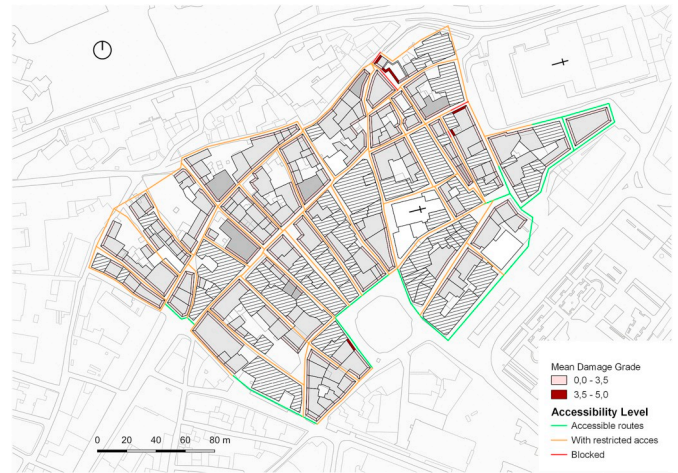 Mean Damage Grade
0,0 - 3,5
3,5 - 5,0
Accessibility Level
Accessible routes
With restricted acces
Blocked
0 20 40 60 80 m